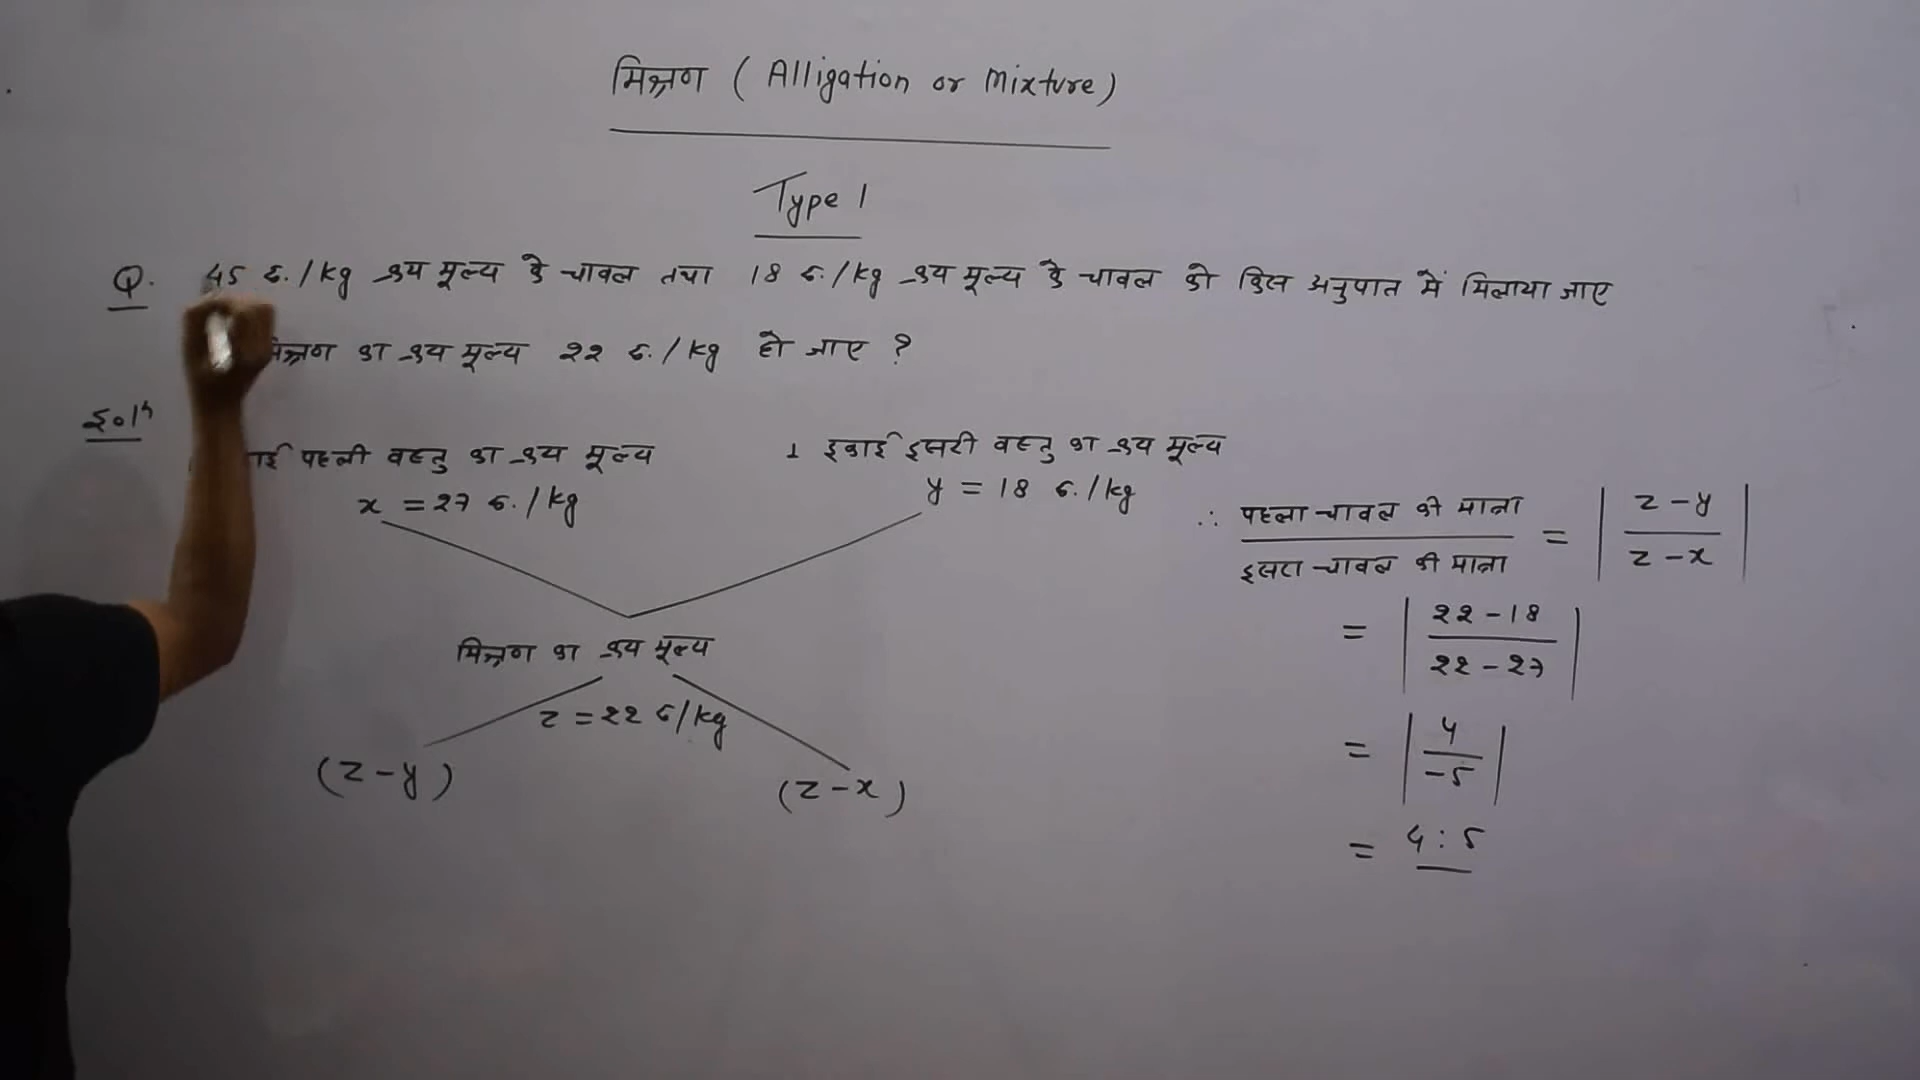 मिश्रण ( Alligation or Mixture)
Type 1
Q. 45 रु./kg क्रय मूल्य के चावल तथा 18 रु./kg क्रय मूल्य के चावल को किस अनुपात में मिलाया जाए
मिश्रण का क्रय मूल्य 22 रु./kg हो जाए ?
Solⁿ
पहली वस्तु का क्रय मूल्य
1 इकाई दूसरी वस्तु का क्रय मूल्य
x = 27 रु./kg
y = 18 रु./kg
मिश्रण का क्रय मूल्य
z = 22 रु/kg
(z - y)
(z - x)
∴ पहला चावल की मात्रा / दूसरा चावल की मात्रा = | z - y / z - x |
= | 22 - 18 / 22 - 27 |
= | 4 / -5 |
= 4 : 5